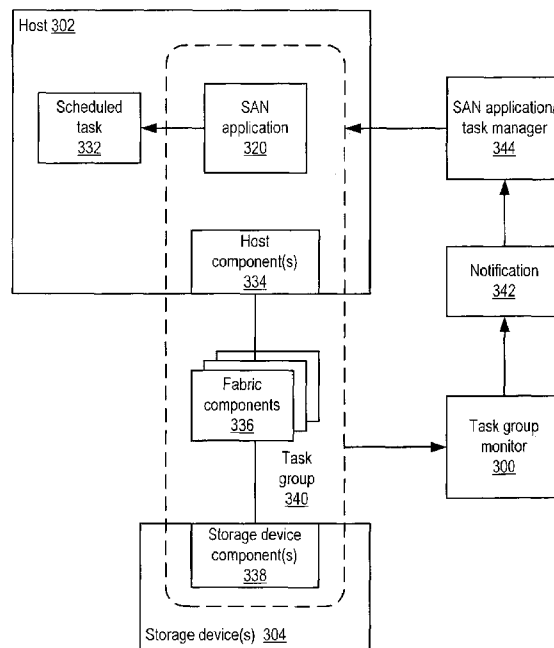 Host 302
Scheduled
task
332
SAN
application
320
SAN application/
task manager
344
Host
component(s)
334
Notification
342
Fabric
components
336
Task
group
340
Task group
monitor
300
Storage device
component(s)
338
Storage device(s) 304